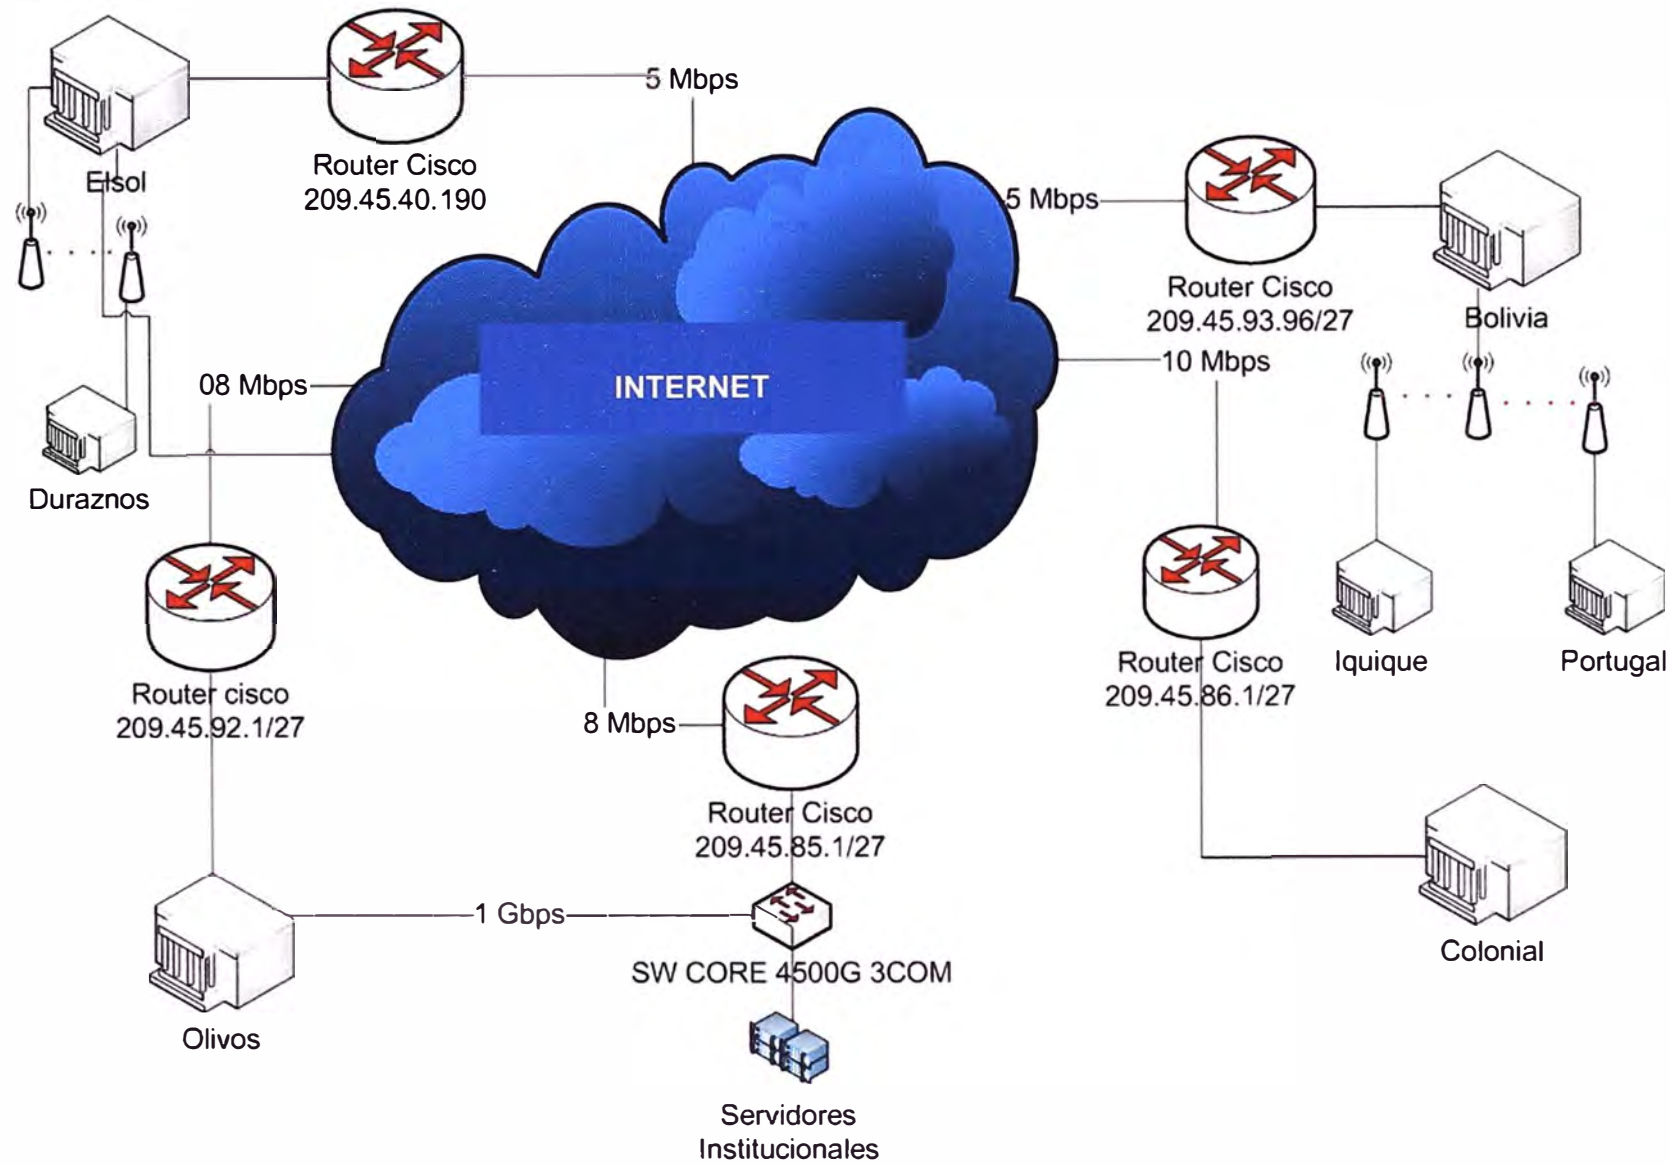 5 Mbps
Router Cisco
209.45.40.190
Elsol
5 Mbps
Router Cisco
209.45.93.96/27
Bolivia
INTERNET
10 Mbps
08 Mbps
Duraznos
Router cisco
209.45.92.1/27
8 Mbps
Router Cisco
209.45.86.1/27
Iquique
Portugal
Router Cisco
209.45.85.1/27
1 Gbps
SW CORE 4500G 3COM
Colonial
Olivos
Servidores
Institucionales